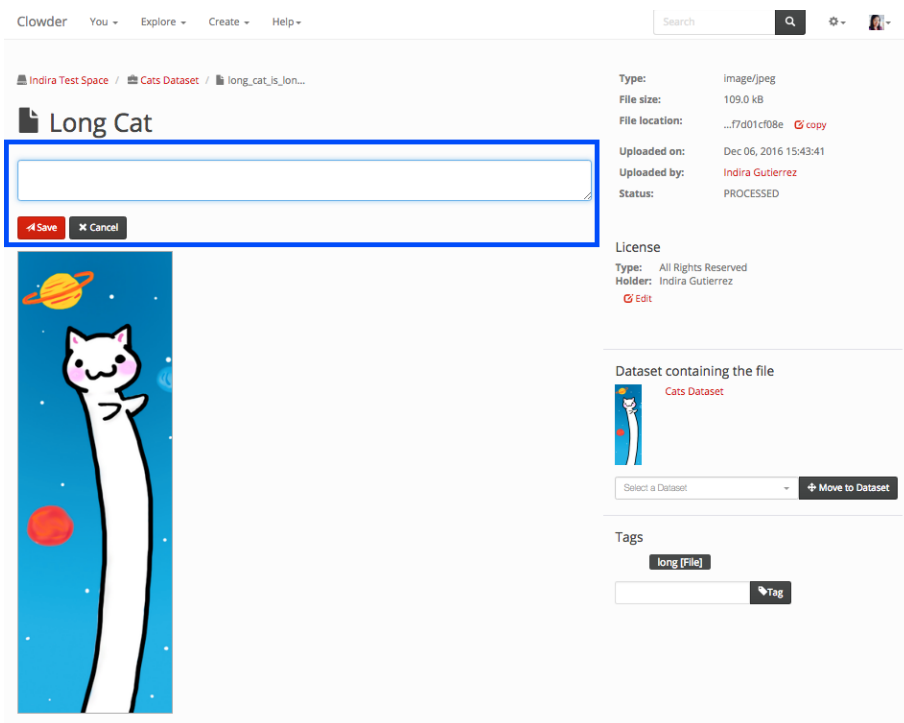 Clowder You Explore Create Help Search
Indira Test Space / Cats Dataset / long_cat_is_lon...
Long Cat
Save Cancel
Type: image/jpeg
File size: 109.0 kB
File location: ...f7d01cf08e copy
Uploaded on: Dec 06, 2016 15:43:41
Uploaded by: Indira Gutierrez
Status: PROCESSED
License
Type: All Rights Reserved
Holder: Indira Gutierrez
Edit
Dataset containing the file
Cats Dataset
Select a Dataset Move to Dataset
Tags
long [File]
Tag